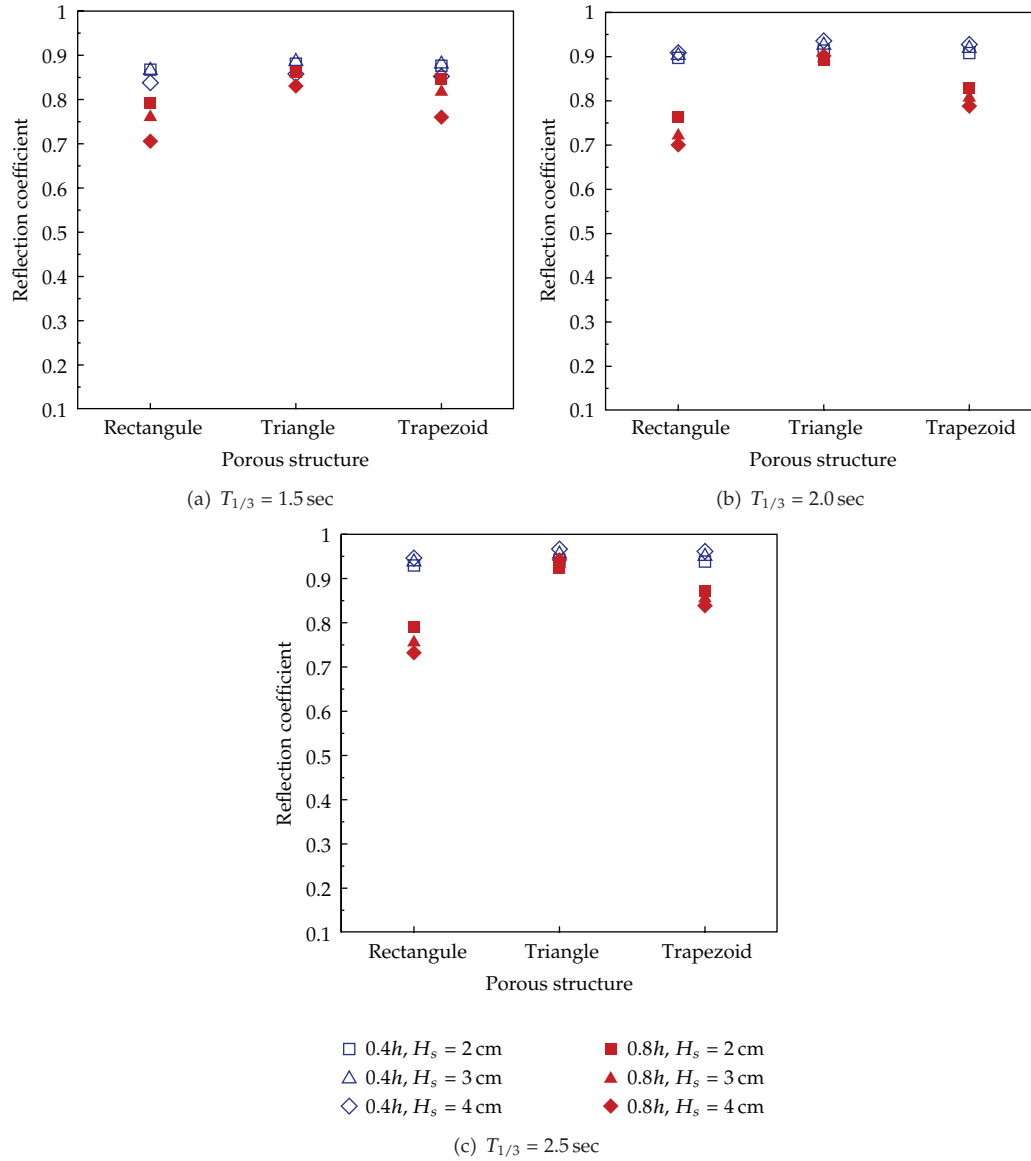 1
0.9
0.8
0.7
0.6
0.5
0.4
0.3
0.2
0.1
Reflection coefficient
Rectangule Triangle Trapezoid
Porous structure
(a) T1/3 = 1.5 sec
1
0.9
0.8
0.7
0.6
0.5
0.4
0.3
0.2
0.1
Reflection coefficient
Rectangule Triangle Trapezoid
Porous structure
(b) T1/3 = 2.0 sec
1
0.9
0.8
0.7
0.6
0.5
0.4
0.3
0.2
0.1
Reflection coefficient
Rectangule Triangle Trapezoid
Porous structure
0.4h, Hs = 2 cm
0.4h, Hs = 3 cm
0.4h, Hs = 4 cm
0.8h, Hs = 2 cm
0.8h, Hs = 3 cm
0.8h, Hs = 4 cm
(c) T1/3 = 2.5 sec